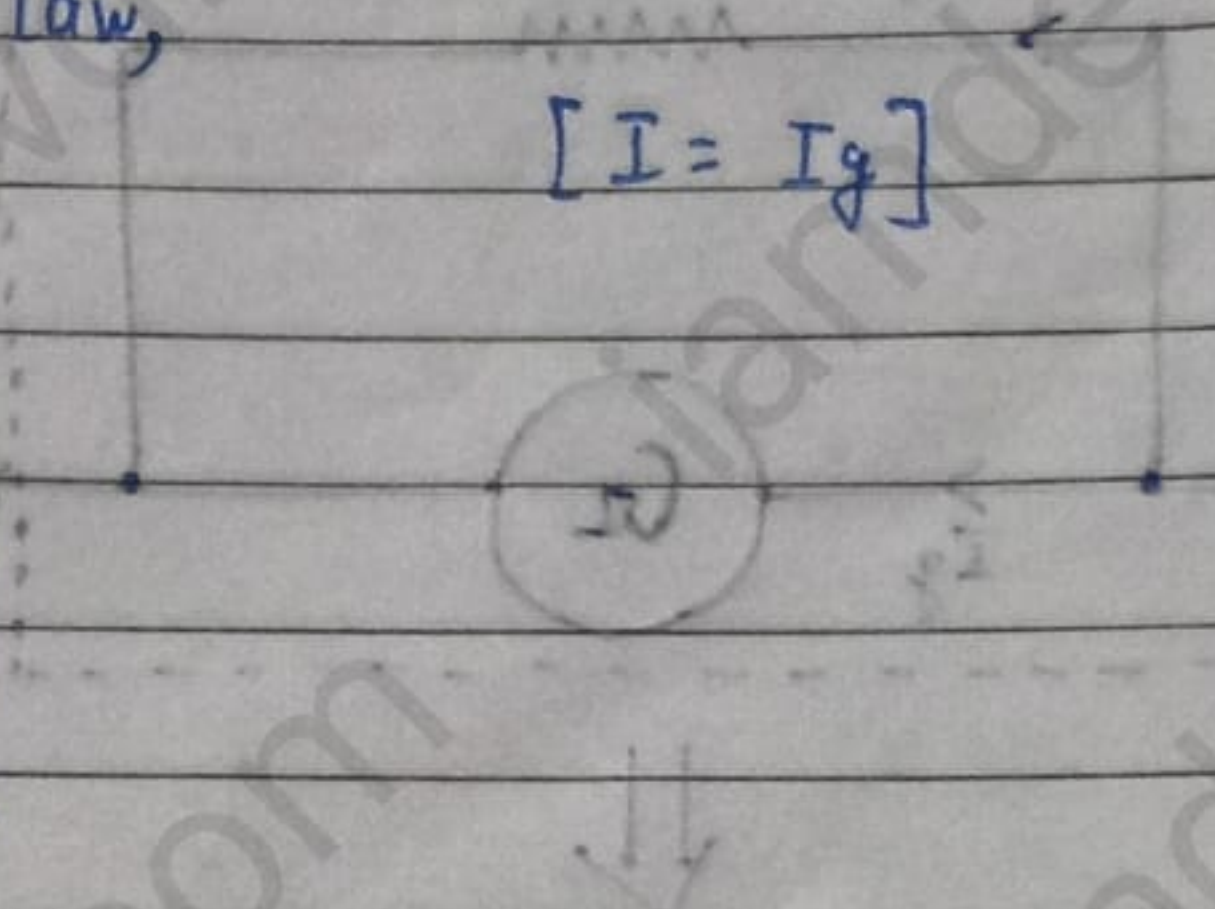 law,
[I = Ig]
G